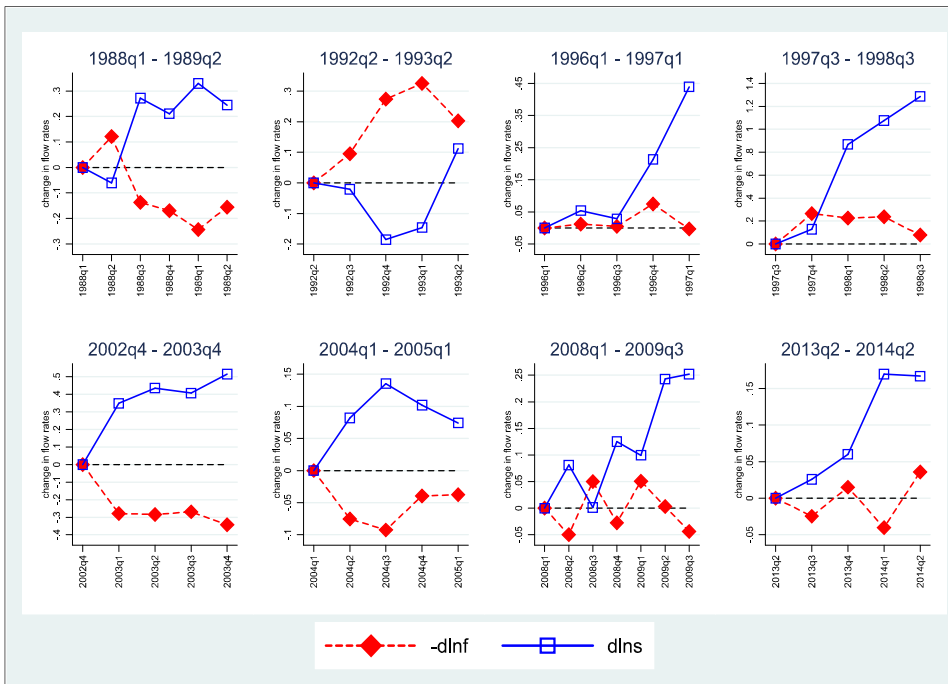 1988q1 - 1989q2
change in flow rates
-.3 -.2 -.1 0 .1 .2 .3
1988q1 1988q2 1988q3 1988q4 1989q1 1989q2
1992q2 - 1993q2
change in flow rates
-.2 -.1 0 .1 .2 .3
1992q2 1992q3 1992q4 1993q1 1993q2
1996q1 - 1997q1
change in flow rates
-.05 .05 .15 .25 .35 .45
1996q1 1996q2 1996q3 1996q4 1997q1
1997q3 - 1998q3
change in flow rates
0 .2 .4 .6 .8 1 1.2 1.4
1997q3 1997q4 1998q1 1998q2 1998q3
2002q4 - 2003q4
change in flow rates
-.4 -.3 -.2 -.1 0 .1 .2 .3 .4 .5
2002q4 2003q1 2003q2 2003q3 2003q4
2004q1 - 2005q1
change in flow rates
-.1 -.05 0 .05 .1 .15
2004q1 2004q2 2004q3 2004q4 2005q1
2008q1 - 2009q3
change in flow rates
-.05 0 .05 .1 .15 .2 .25
2008q1 2008q2 2008q3 2008q4 2009q1 2009q2 2009q3
2013q2 - 2014q2
change in flow rates
-.05 0 .05 .1 .15
2013q2 2013q3 2013q4 2014q1 2014q2
-dlnf dlns